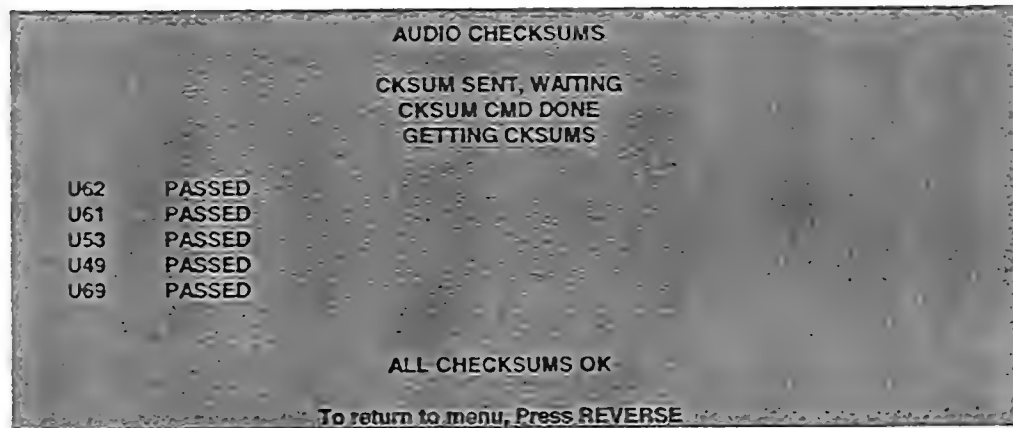 AUDIO CHECKSUMS
CKSUM SENT, WAITING
CKSUM CMD DONE
GETTING CKSUMS
U62 PASSED
U61 PASSED
U53 PASSED
U49 PASSED
U69 PASSED
ALL CHECKSUMS OK
To return to menu, Press REVERSE